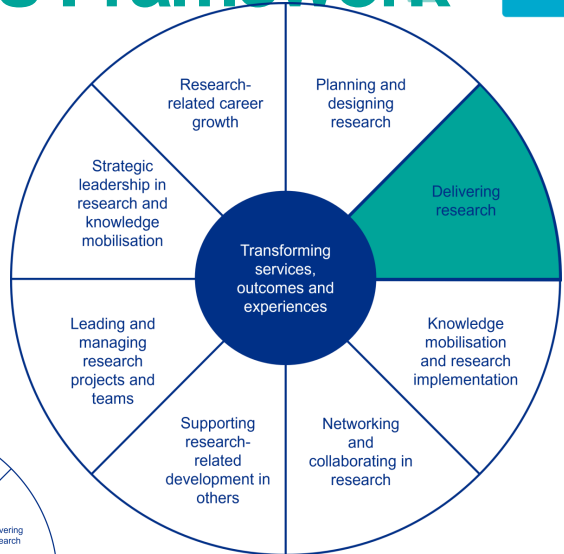 Framework
Research-
related career
growth
Planning and
designing
research
Strategic
leadership in
research and
knowledge
mobilisation
Delivering
research
Transforming
services,
outcomes and
experiences
Leading and
managing
research
projects and
teams
Knowledge
mobilisation
and research
implementation
Supporting
research-
related
development in
others
Networking
and
collaborating in
research